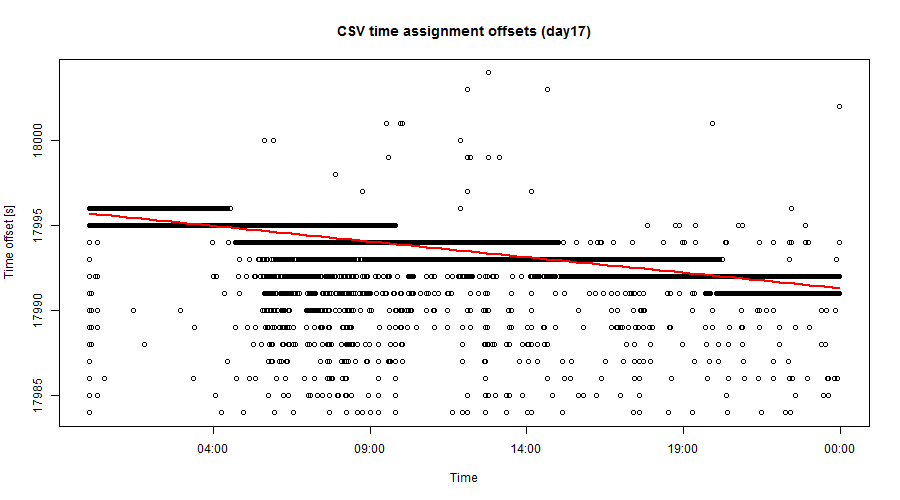 CSV time assignment offsets (day17)
Time offset [s]
18000
17995
17990
17985
04:00 09:00 14:00 19:00 00:00
Time